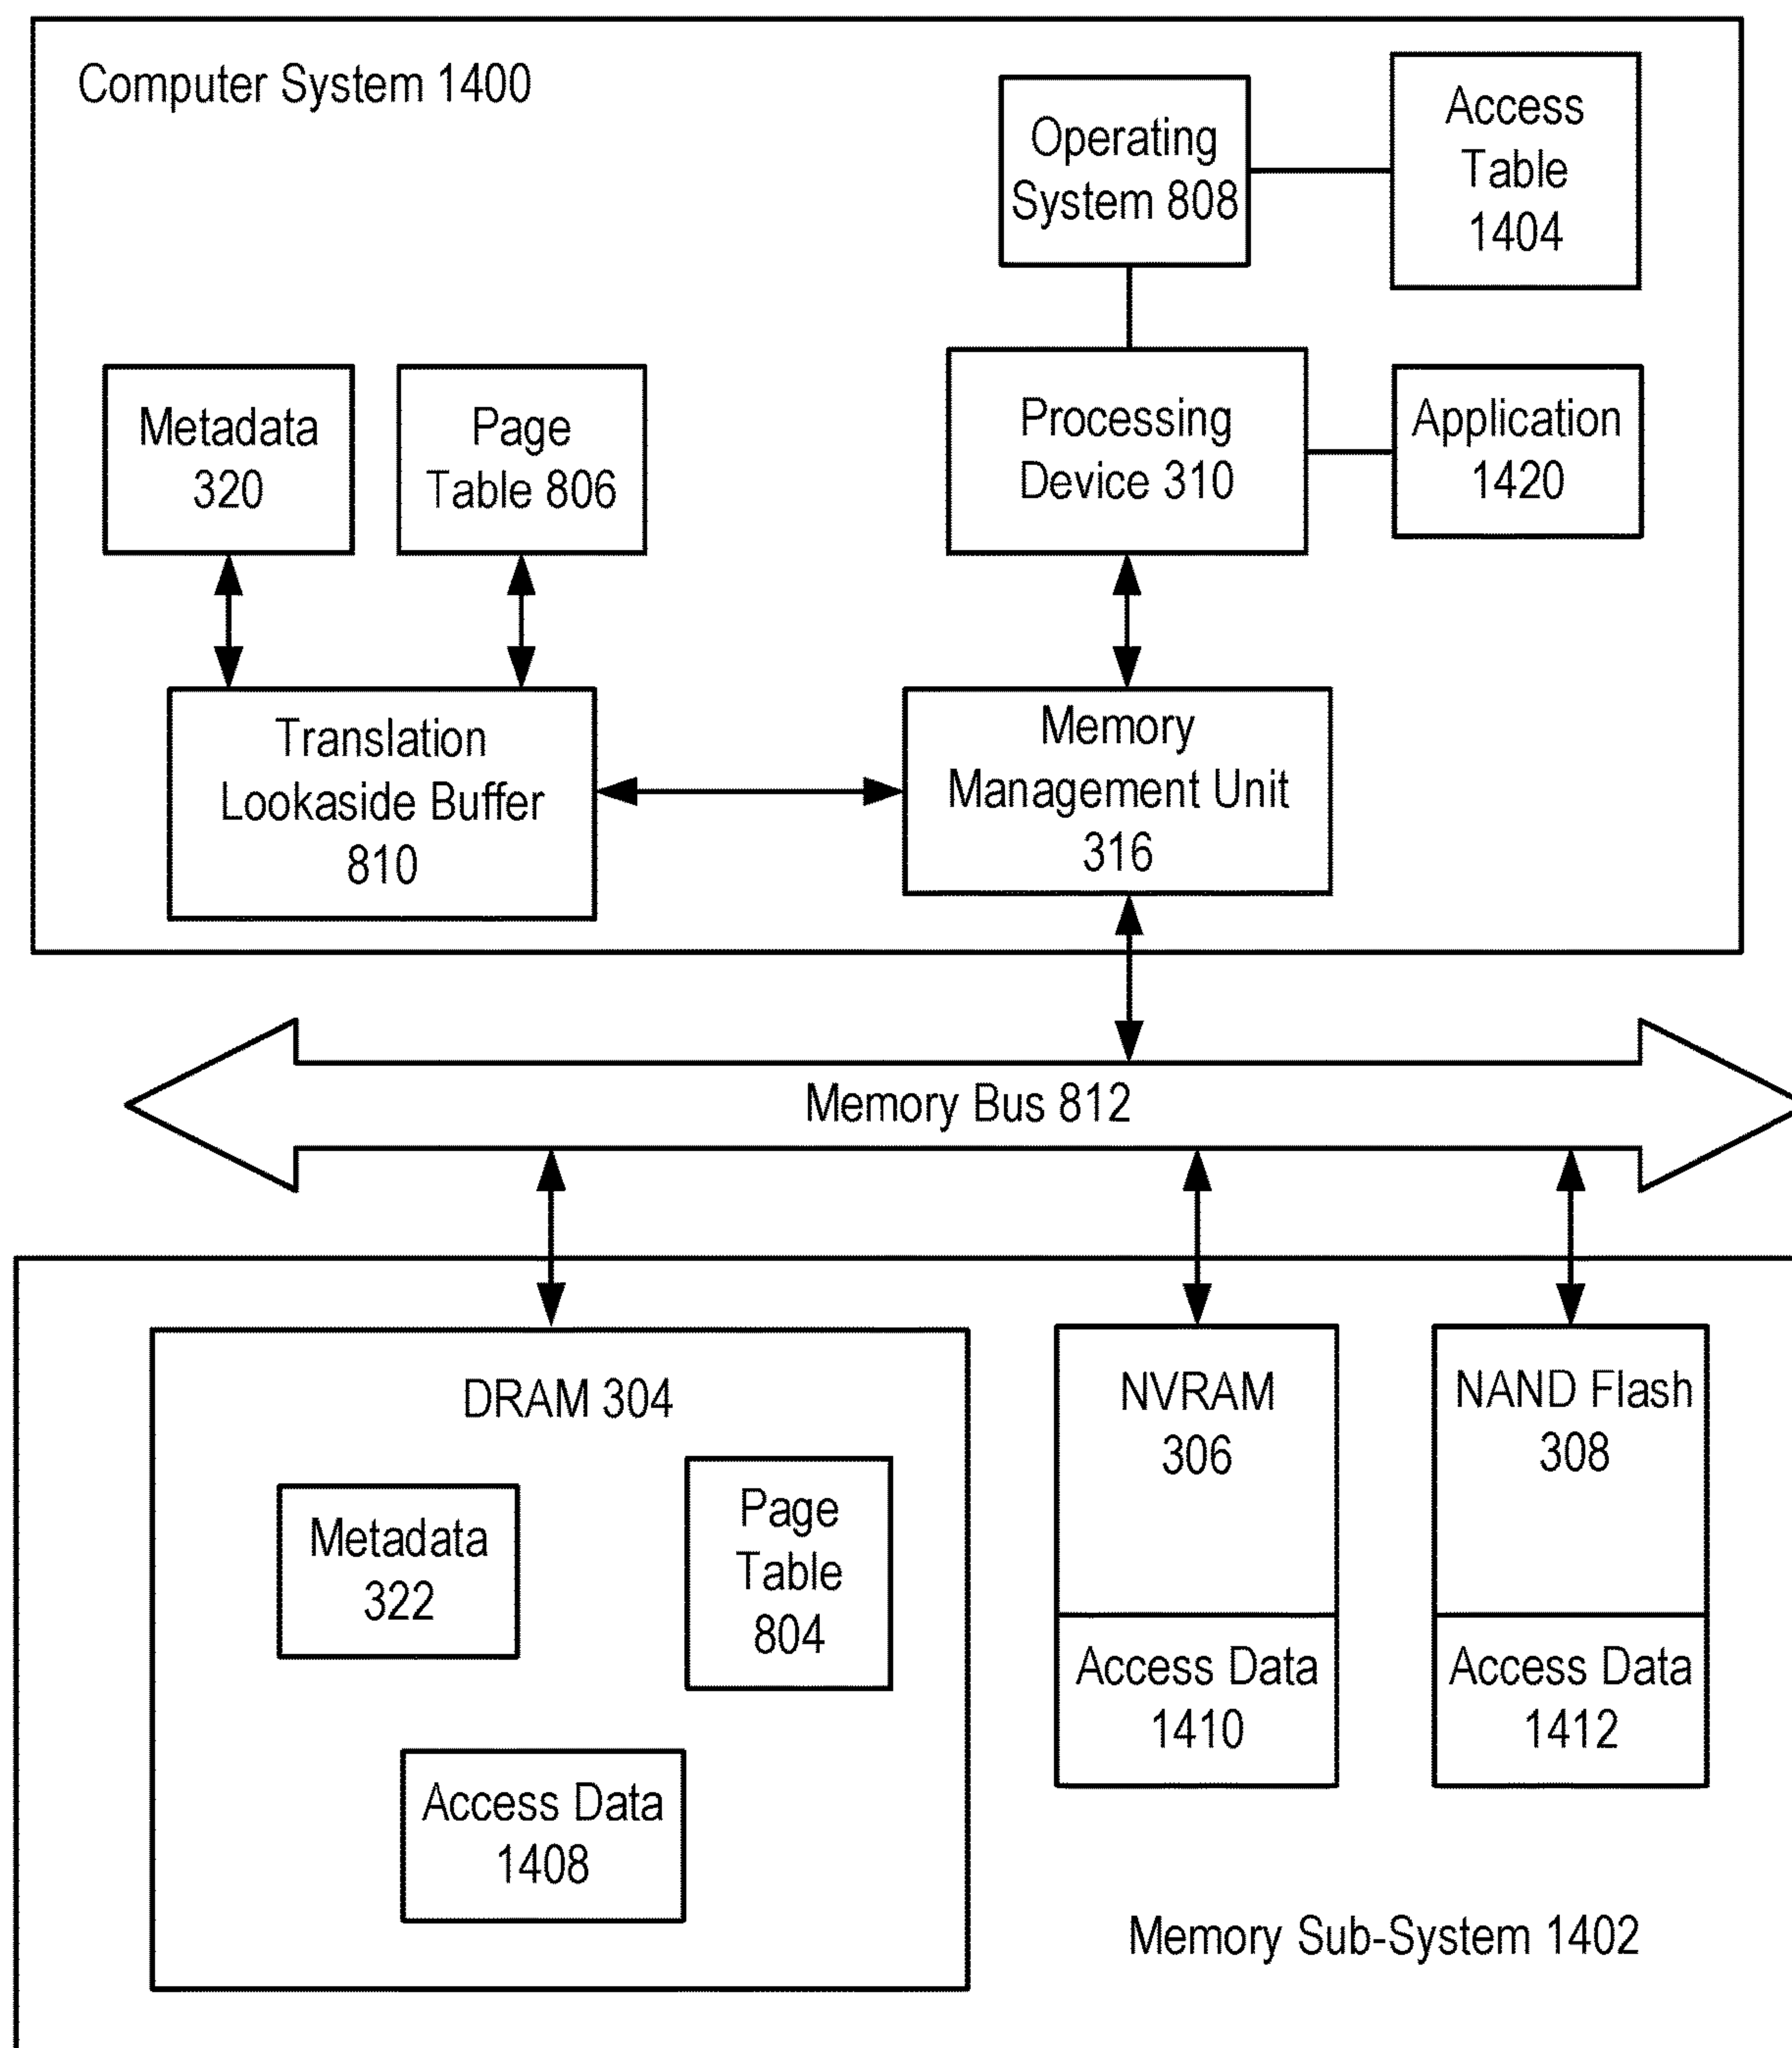 Computer System 1400
Operating
System 808
Access
Table
1404
Metadata
320
Page
Table 806
Processing
Device 310
Application
1420
Translation
Lookaside Buffer
810
Memory
Management Unit
316
Memory Bus 812
DRAM 304
Metadata
322
Page
Table
804
Access Data
1408
NVRAM
306
Access Data
1410
NAND Flash
308
Access Data
1412
Memory Sub-System 1402